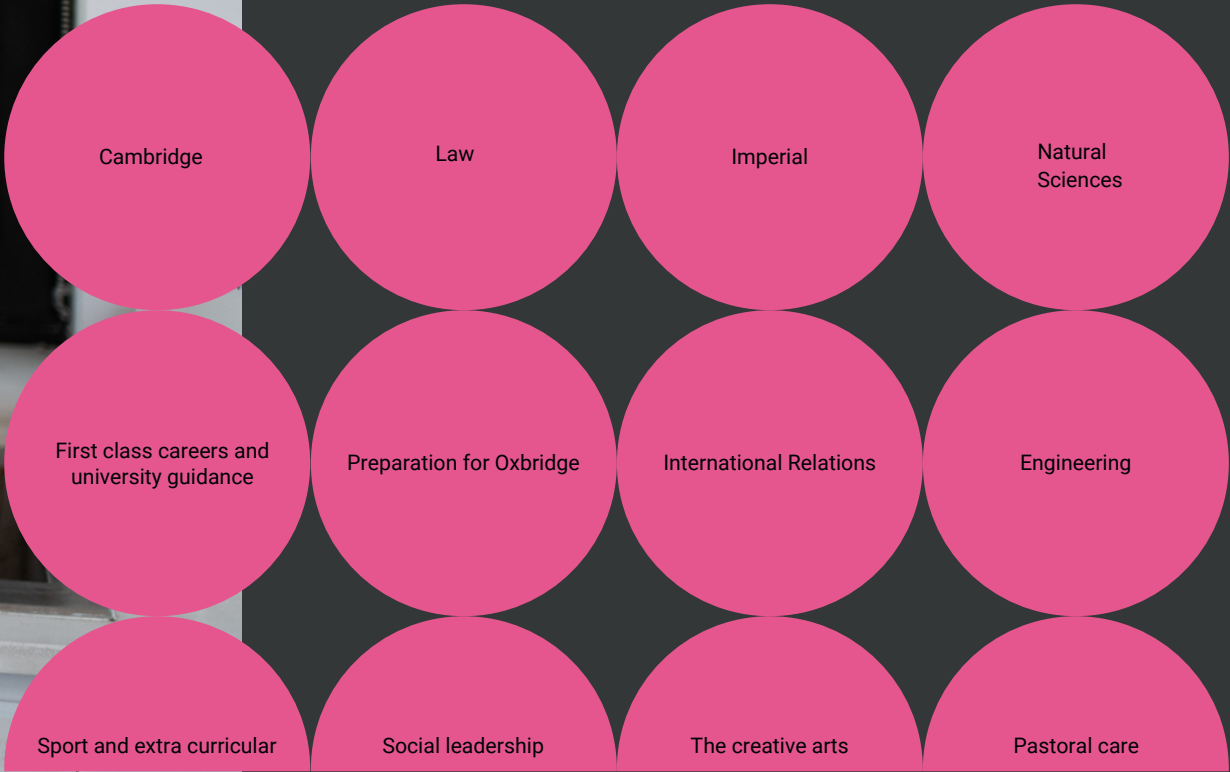 Cambridge
Law
Imperial
Natural
Sciences
First class careers and
university guidance
Preparation for Oxbridge
International Relations
Engineering
Sport and extra curricular
Social leadership
The creative arts
Pastoral care